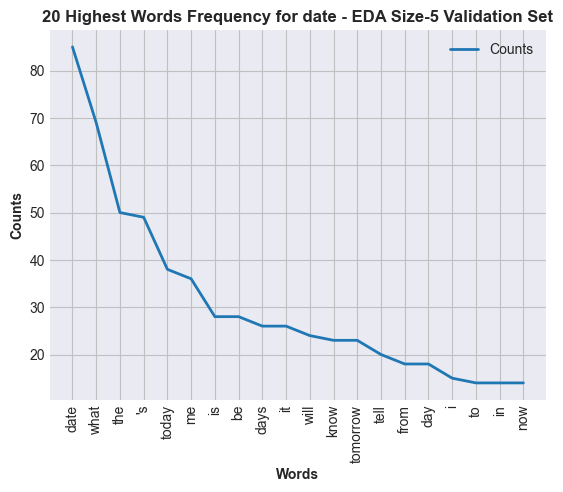 20 Highest Words Frequency for date - EDA Size-5 Validation Set
Counts
80
70
60
50
40
30
20
Counts
date
what
the
's
today
me
is
be
days
it
will
know
tomorrow
tell
from
day
i
to
in
now
Words